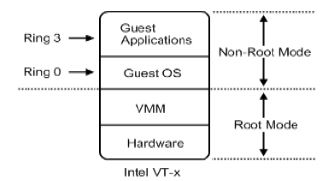 Ring 3
Guest
Applications
Non-Root Mode
Ring 0
Guest OS
VMM
Root Mode
Hardware
Intel VT-x